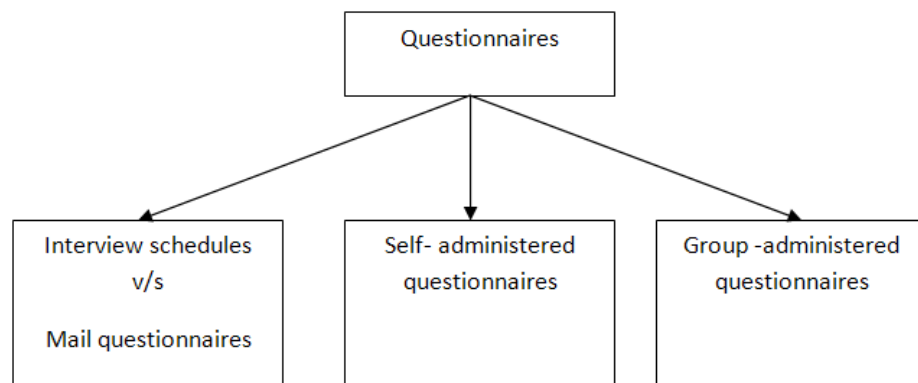 Questionnaires
Interview schedules
v/s
Mail questionnaires
Self- administered
questionnaires
Group -administered
questionnaires